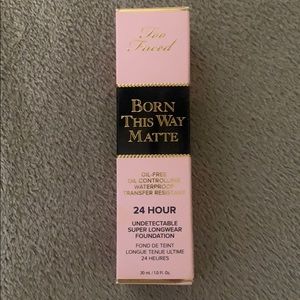 Too
Faced
BORN
THIS WAY
MATTE
OIL-FREE
OIL CONTROLLING
WATERPROOF
TRANSFER RESISTANT
24 HOUR
UNDETECTABLE
SUPER LONGWEAR
FOUNDATION
FOND DE TEINT
LONGUE TENUE ULTIME
24 HEURES
30 mL / 1.0 fl. Oz.